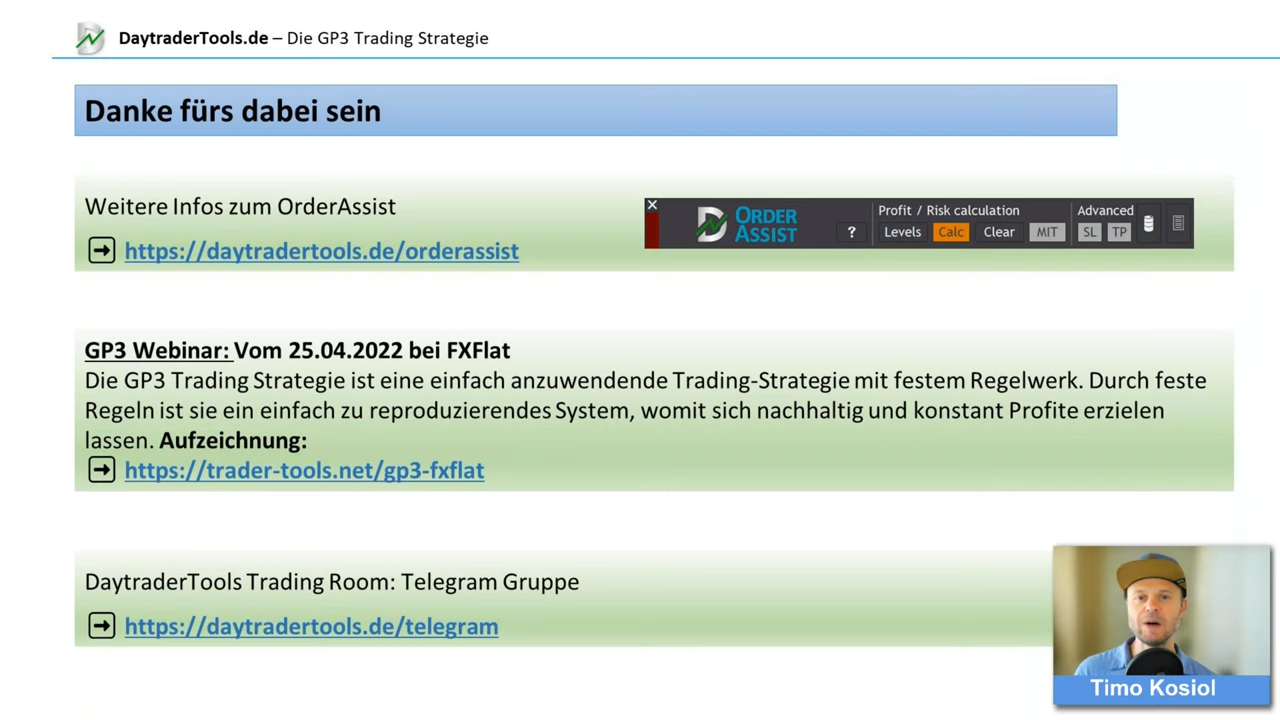 DaytraderTools.de – Die GP3 Trading Strategie
Danke fürs dabei sein
Weitere Infos zum OrderAssist
https://daytradertools.de/orderassist
ORDER
ASSIST
?
Profit / Risk calculation
Levels Calc Clear MIT
Advanced
SL TP
GP3 Webinar: Vom 25.04.2022 bei FXFlat
Die GP3 Trading Strategie ist eine einfach anzuwendende Trading-Strategie mit festem Regelwerk. Durch feste
Regeln ist sie ein einfach zu reproduzierendes System, womit sich nachhaltig und konstant Profite erzielen
lassen. Aufzeichnung:
https://trader-tools.net/gp3-fxflat
DaytraderTools Trading Room: Telegram Gruppe
https://daytradertools.de/telegram
Timo Kosiol